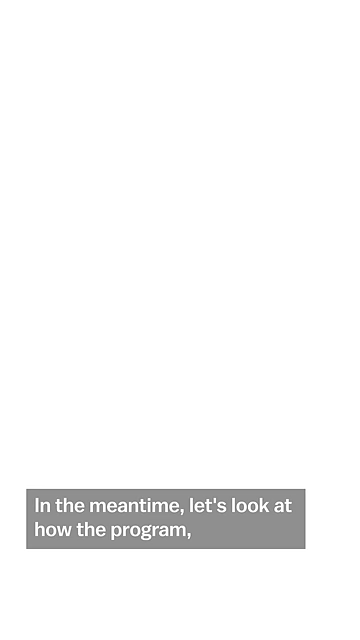 In the meantime, let's look at
how the program,